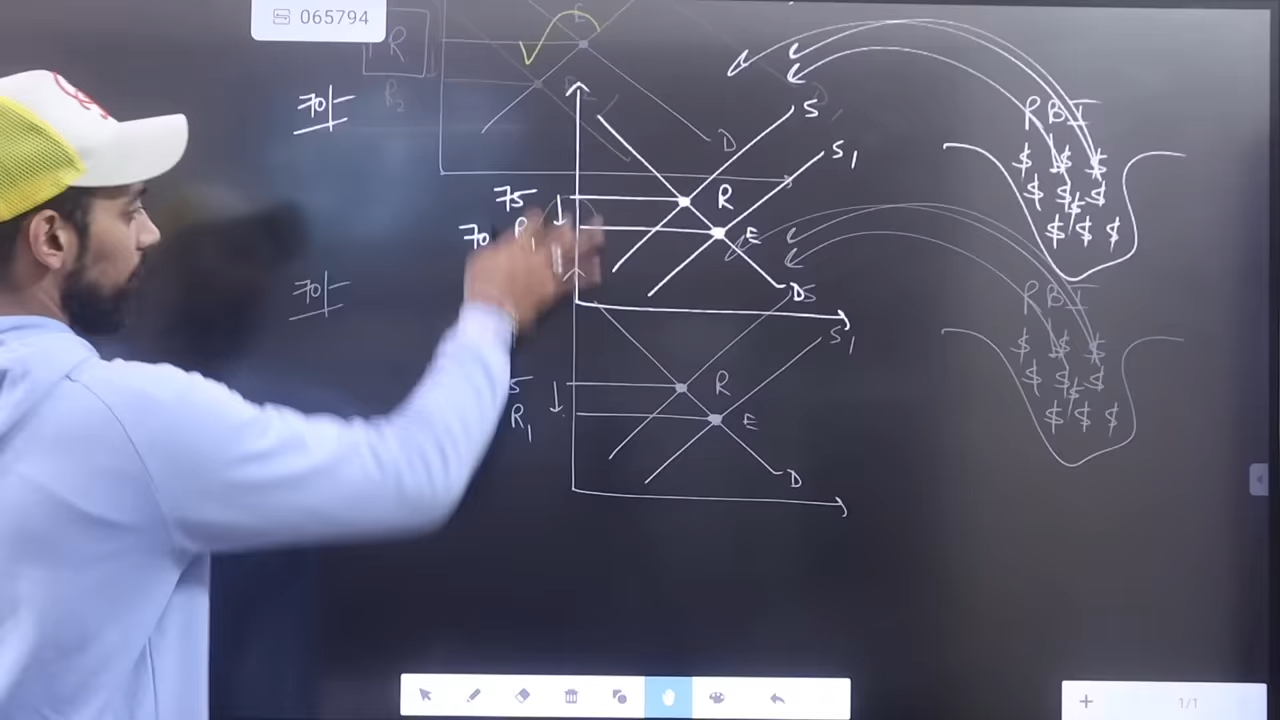 065794
E
R
R2
70/-
D
S
RBI
$ $ $
$ $ $
$
$ $ $
S1
75
R
70
R1
E
D
S
RBI
$ $ $
$ $ $
$
$ $ $
70/-
S1
5
R
R1
E
D
1/1